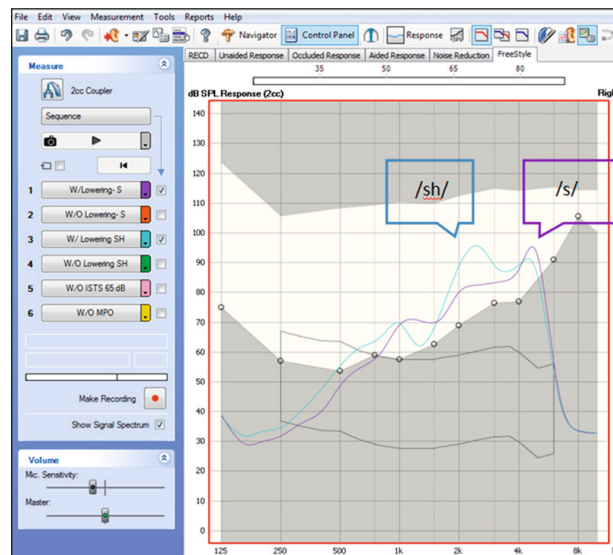 File Edit View Measurement Tools Reports Help
Navigator Control Panel Response
RECD Unaided Response Occluded Response Aided Response Noise Reduction FreeStyle
Measure
2cc Coupler
Sequence
1 W/Lowering- S
2 W/O Lowering- S
3 W/ Lowering SH
4 W/O Lowering SH
5 W/O ISTS 65 dB
6 W/O MPO
Make Recording
Show Signal Spectrum
Volume
Mic. Sensitivity:
Master:
35 50 65 80
dB SPL Response (2cc) Righ
140
130
120
110
100
90
80
70
60
50
40
30
20
10
0
125 250 500 1k 2k 4k 8k
/sh/ /s/